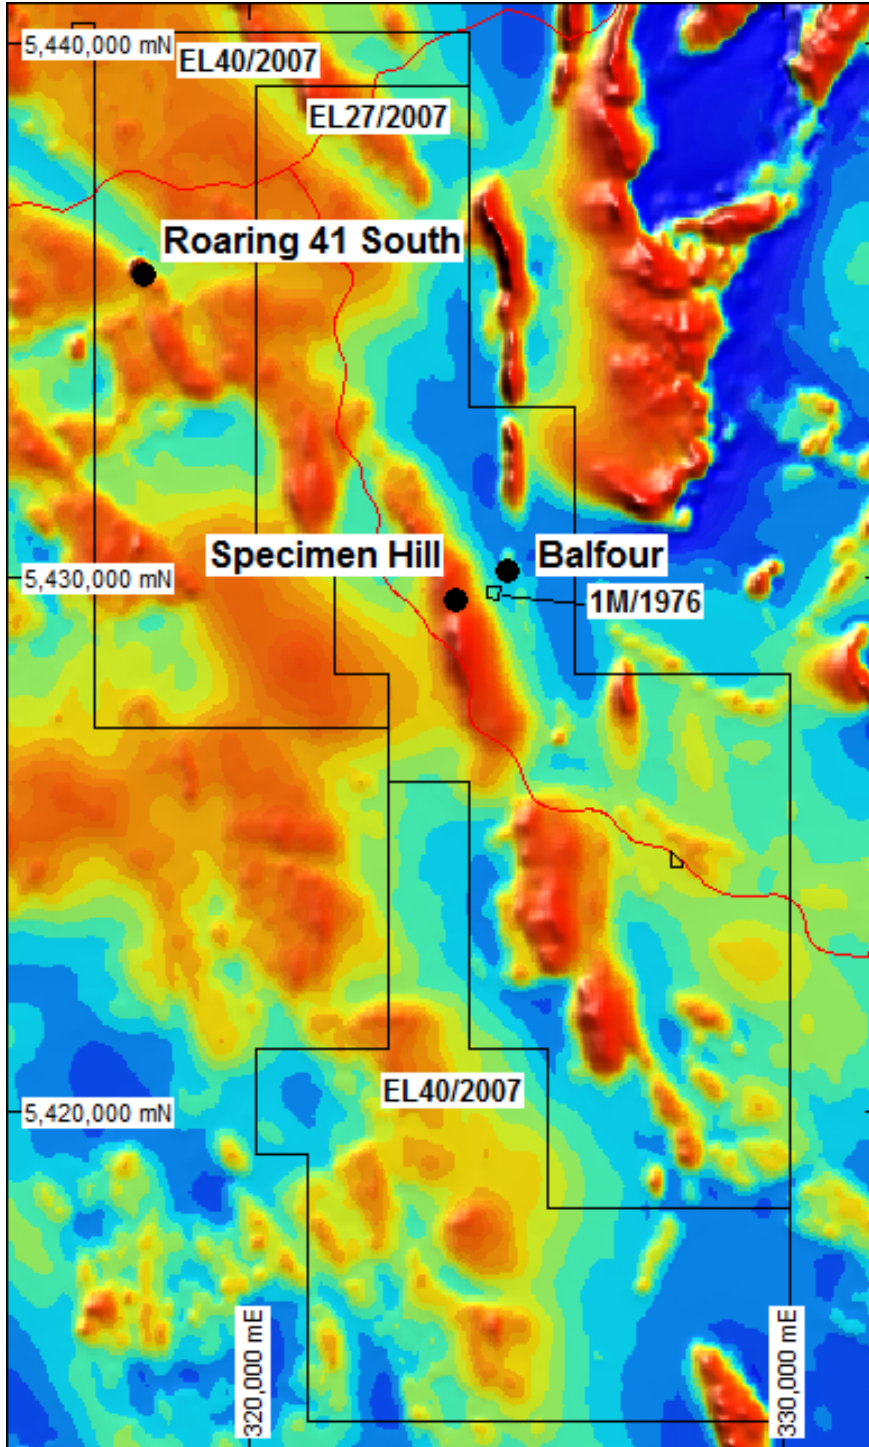 5,440,000 mN
EL40/2007
EL27/2007
Roaring 41 South
Specimen Hill
Balfour
5,430,000 mN
1M/1976
EL40/2007
5,420,000 mN
320,000 mE
330,000 mE